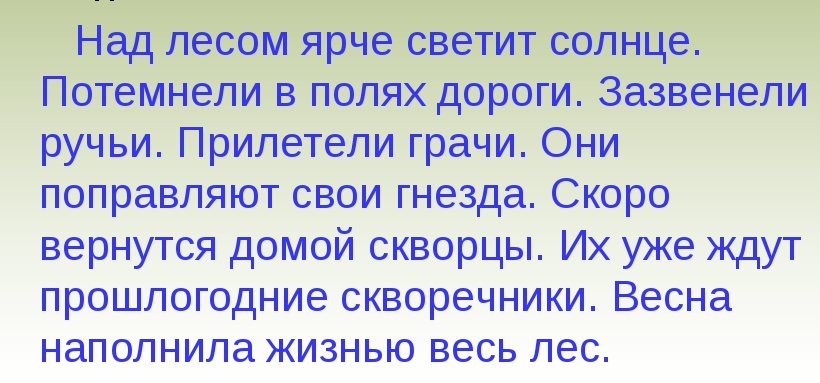 Над лесом ярче светит солнце.
Потемнели в полях дороги. Зазвенели
ручьи. Прилетели грачи. Они
поправляют свои гнезда. Скоро
вернутся домой скворцы. Их уже ждут
прошлогодние скворечники. Весна
наполнила жизнью весь лес.